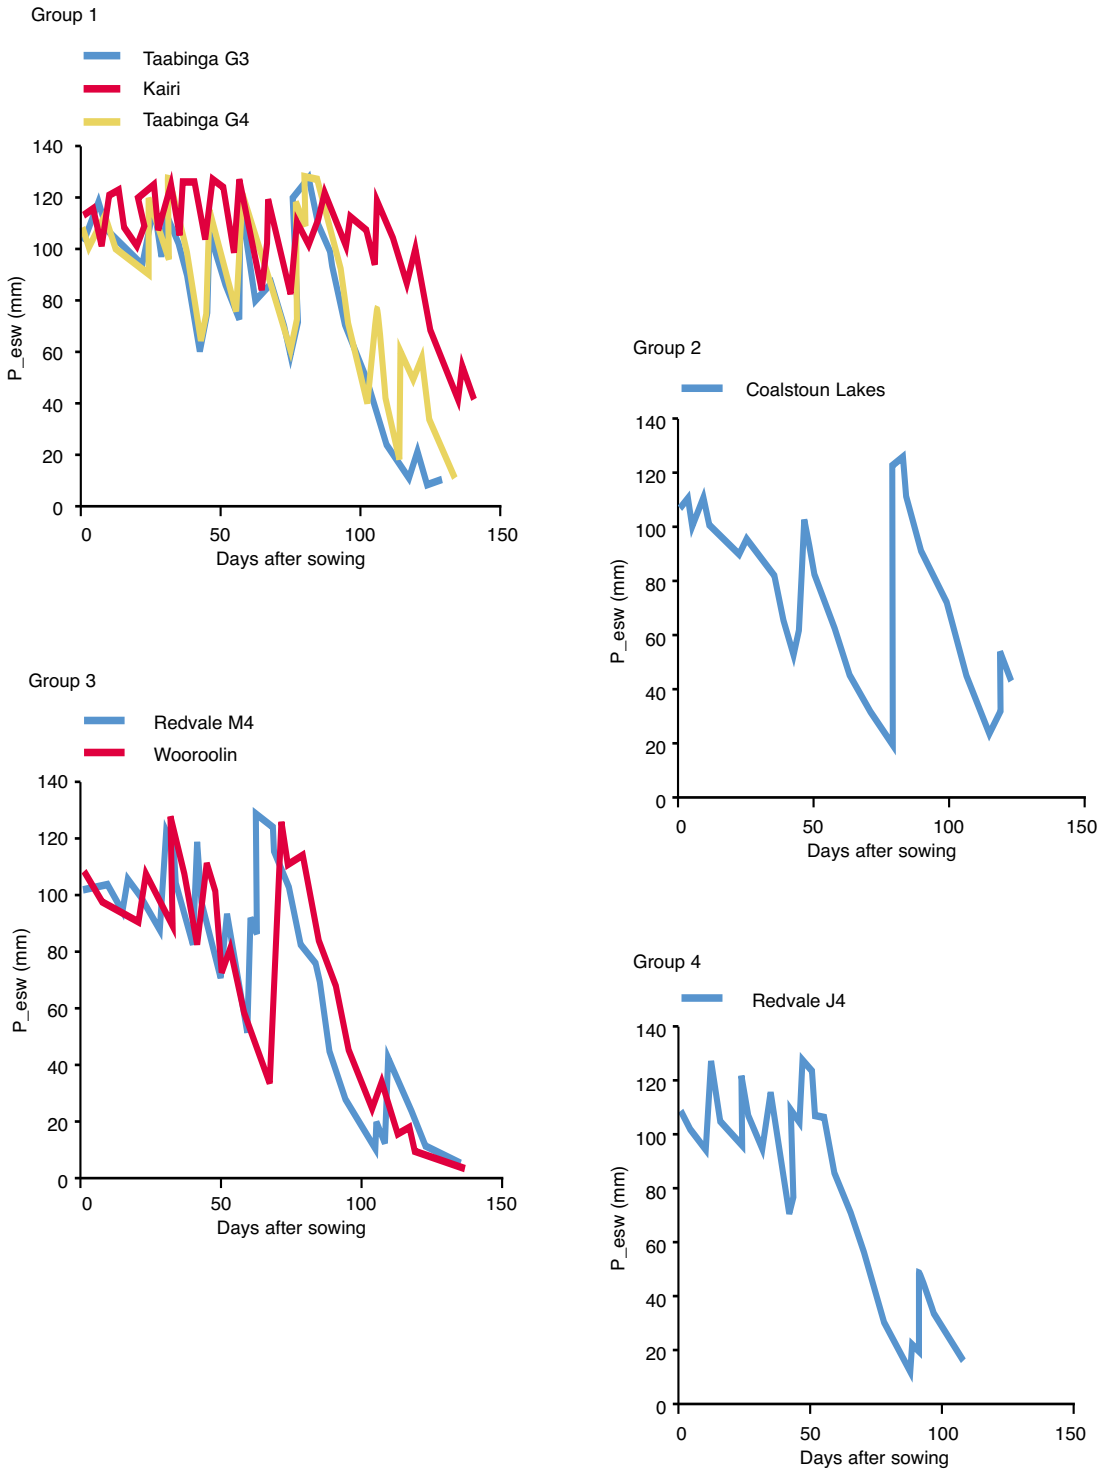 Group 1
Taabinga G3
Kairi
Taabinga G4
140
120
100
80
60
40
20
0
P_esw (mm)
0 50 100 150
Days after sowing
Group 2
Coalstoun Lakes
140
120
100
80
60
40
20
0
P_esw (mm)
0 50 100 150
Days after sowing
Group 3
Redvale M4
Wooroolin
140
120
100
80
60
40
20
0
P_esw (mm)
0 50 100 150
Days after sowing
Group 4
Redvale J4
140
120
100
80
60
40
20
0
P_esw (mm)
0 50 100 150
Days after sowing